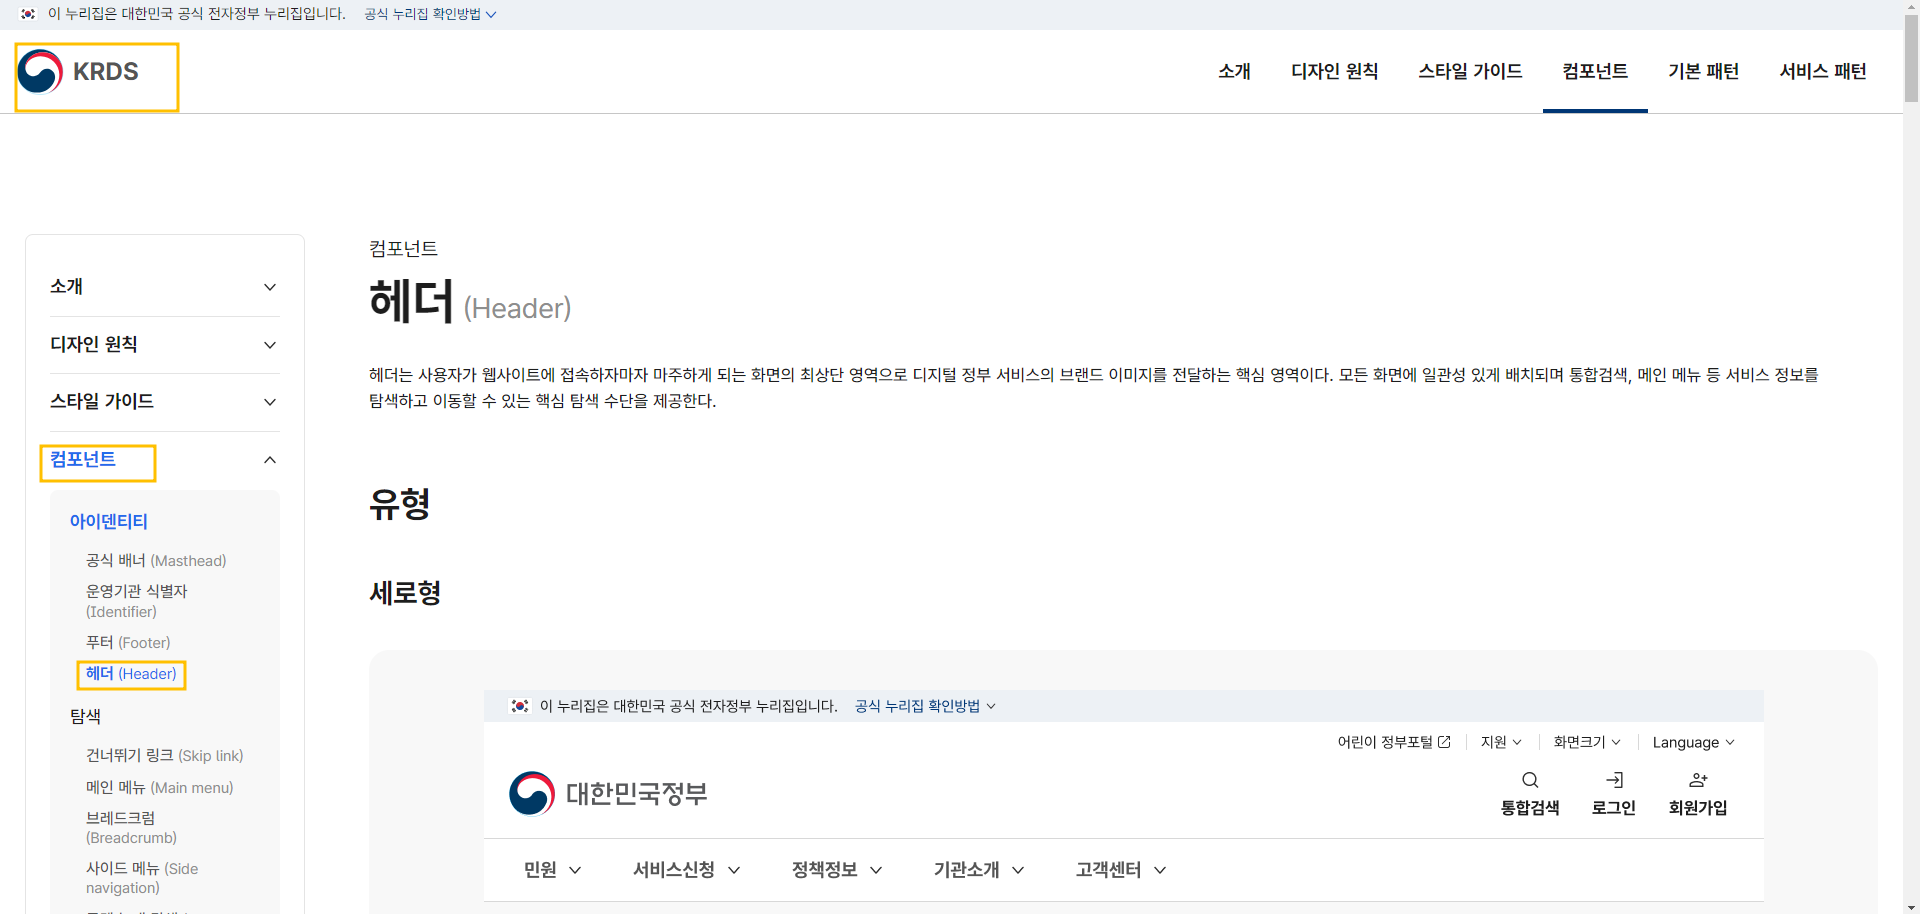 이 누리집은 대한민국 공식 전자정부 누리집입니다. 공식 누리집 확인방법
KRDS
소개 디자인 원칙 스타일 가이드 컴포넌트 기본 패턴 서비스 패턴
소개
디자인 원칙
스타일 가이드
컴포넌트
아이덴티티
공식 배너 (Masthead)
운영기관 식별자
(Identifier)
푸터 (Footer)
헤더 (Header)
탐색
건너뛰기 링크 (Skip link)
메인 메뉴 (Main menu)
브레드크럼
(Breadcrumb)
사이드 메뉴 (Side
navigation)
컴포넌트
헤더 (Header)
헤더는 사용자가 웹사이트에 접속하자마자 마주하게 되는 화면의 최상단 영역으로 디지털 정부 서비스의 브랜드 이미지를 전달하는 핵심 영역이다. 모든 화면에 일관성 있게 배치되며 통합검색, 메인 메뉴 등 서비스 정보를
탐색하고 이동할 수 있는 핵심 탐색 수단을 제공한다.
유형
세로형
이 누리집은 대한민국 공식 전자정부 누리집입니다. 공식 누리집 확인방법
어린이 정부포털 지원 화면크기 Language
대한민국정부
통합검색 로그인 회원가입
민원 서비스신청 정책정보 기관소개 고객센터